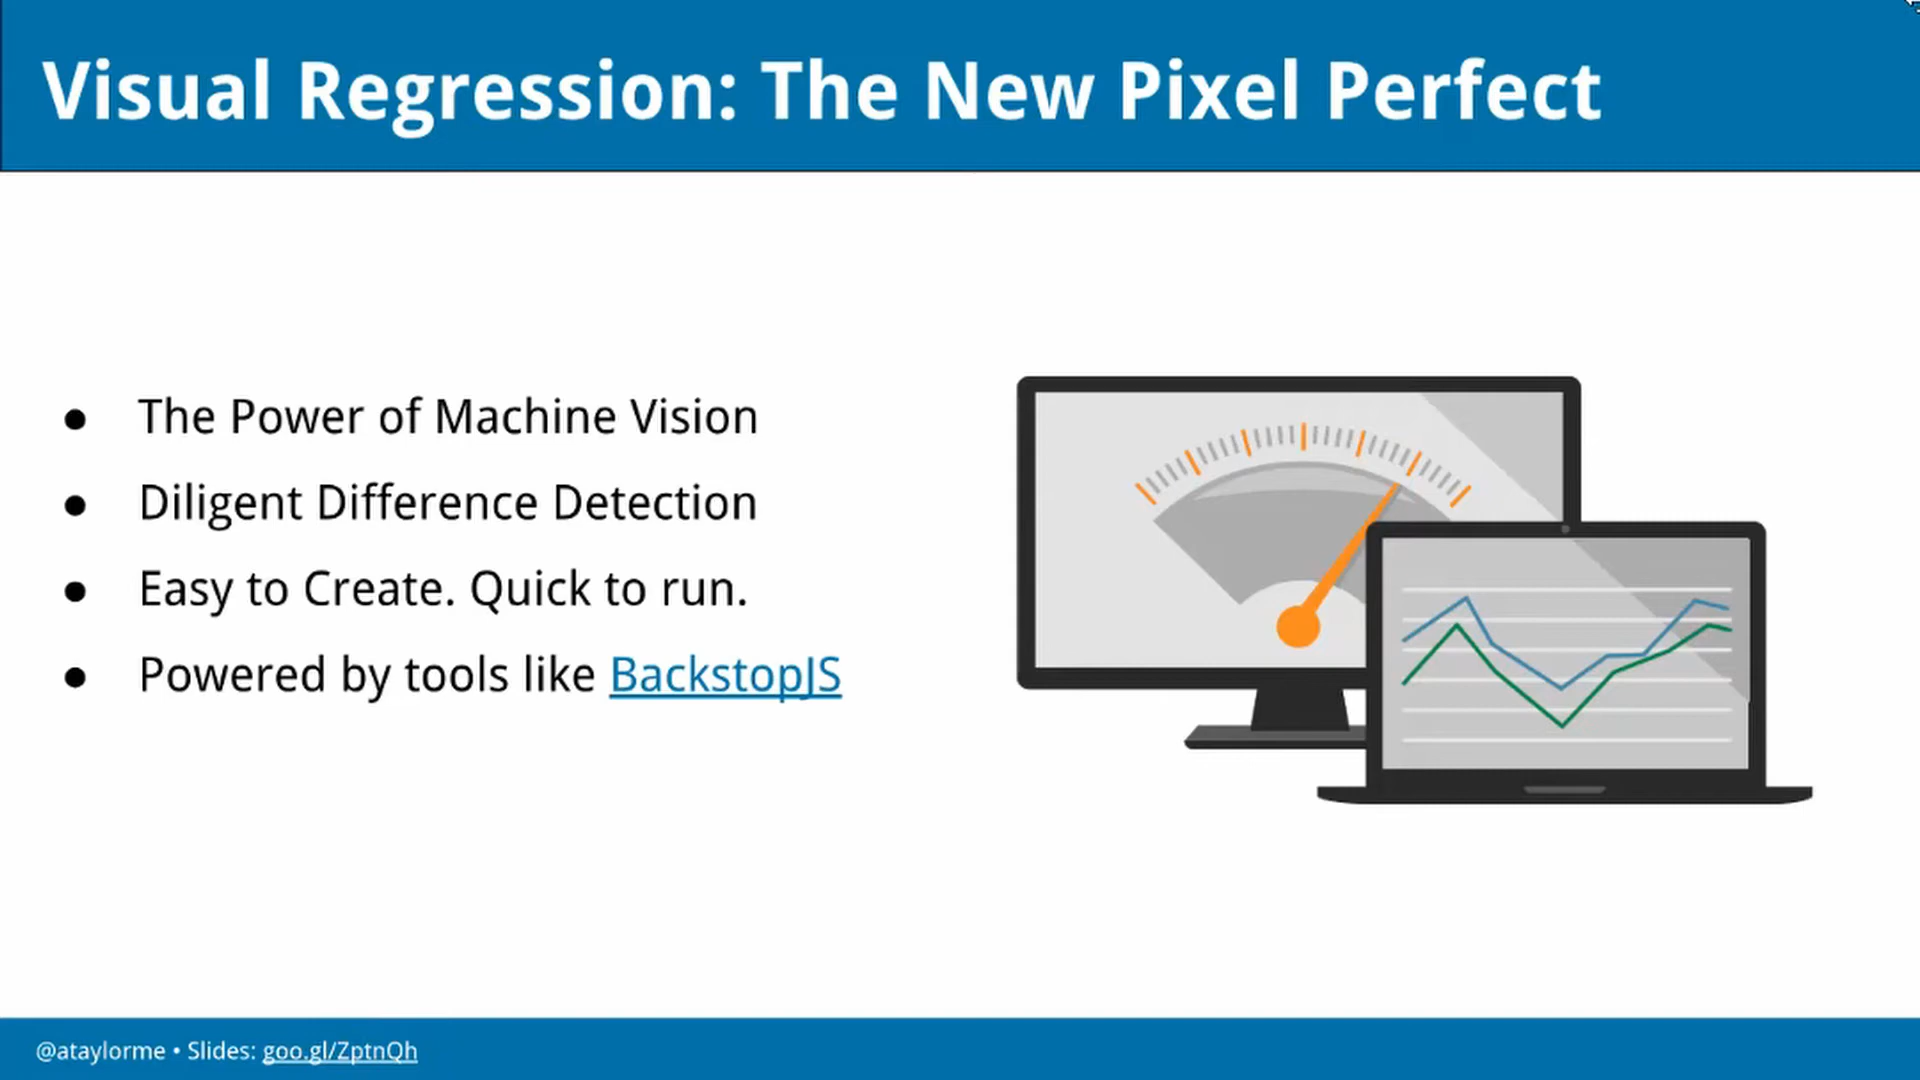 Visual Regression: The New Pixel Perfect
● The Power of Machine Vision
● Diligent Difference Detection
● Easy to Create. Quick to run.
● Powered by tools like BackstopJS
@ataylorme • Slides: goo.gl/ZptnQh